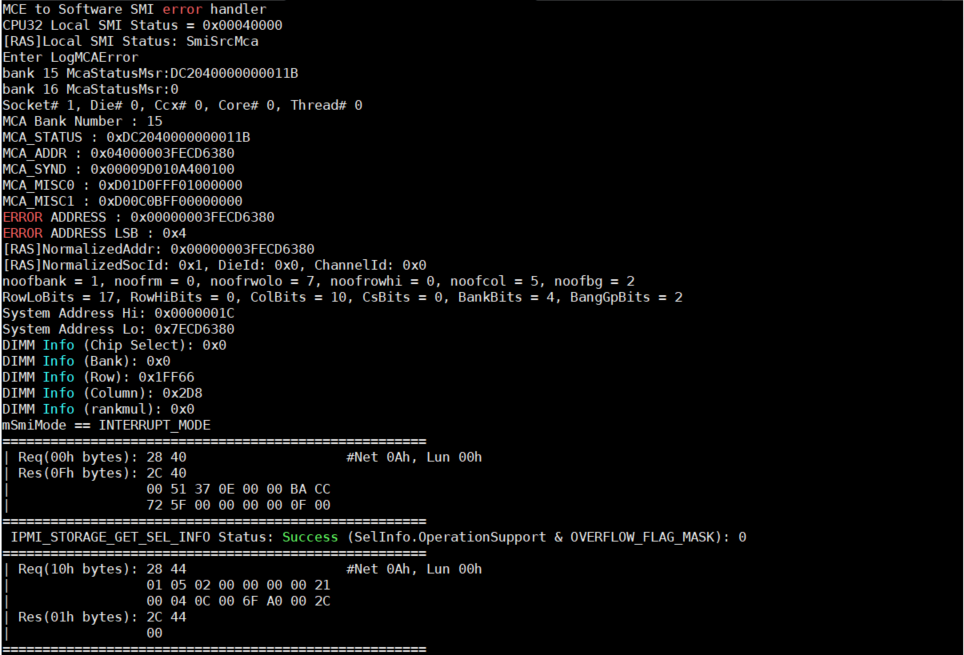 MCE to Software SMI error handler
CPU32 Local SMI Status = 0x00040000
[RAS]Local SMI Status: SmiSrcMca
Enter LogMCAError
bank 15 McaStatusMsr:DC2040000000011B
bank 16 McaStatusMsr:0
Socket# 1, Die# 0, Ccx# 0, Core# 0, Thread# 0
MCA Bank Number : 15
MCA_STATUS : 0xDC2040000000011B
MCA_ADDR : 0x04000003FECD6380
MCA_SYND : 0x00009D010A400100
MCA_MISC0 : 0xD01D0FFF01000000
MCA_MISC1 : 0xD00C0BFF00000000
ERROR ADDRESS : 0x00000003FECD6380
ERROR ADDRESS LSB : 0x4
[RAS]NormalizedAddr: 0x00000003FECD6380
[RAS]NormalizedSocId: 0x1, DieId: 0x0, ChannelId: 0x0
noofbank = 1, noofrm = 0, noofrwolo = 7, noofrowhi = 0, noofcol = 5, noofbg = 2
RowLoBits = 17, RowHiBits = 0, ColBits = 10, CsBits = 0, BankBits = 4, BangGpBits = 2
System Address Hi: 0x0000001C
System Address Lo: 0x7ECD6380
DIMM Info (Chip Select): 0x0
DIMM Info (Bank): 0x0
DIMM Info (Row): 0x1FF66
DIMM Info (Column): 0x2D8
DIMM Info (rankmul): 0x0
mSmiMode == INTERRUPT_MODE
=====================================================
| Req(00h bytes): 28 40 #Net 0Ah, Lun 00h
| Res(0Fh bytes): 2C 40
| 00 51 37 0E 00 00 BA CC
| 72 5F 00 00 00 00 0F 00
=====================================================
IPMI_STORAGE_GET_SEL_INFO Status: Success (SelInfo.OperationSupport & OVERFLOW_FLAG_MASK): 0
=====================================================
| Req(10h bytes): 28 44 #Net 0Ah, Lun 00h
| 01 05 02 00 00 00 00 21
| 00 04 0C 00 6F A0 00 2C
| Res(01h bytes): 2C 44
| 00
=====================================================